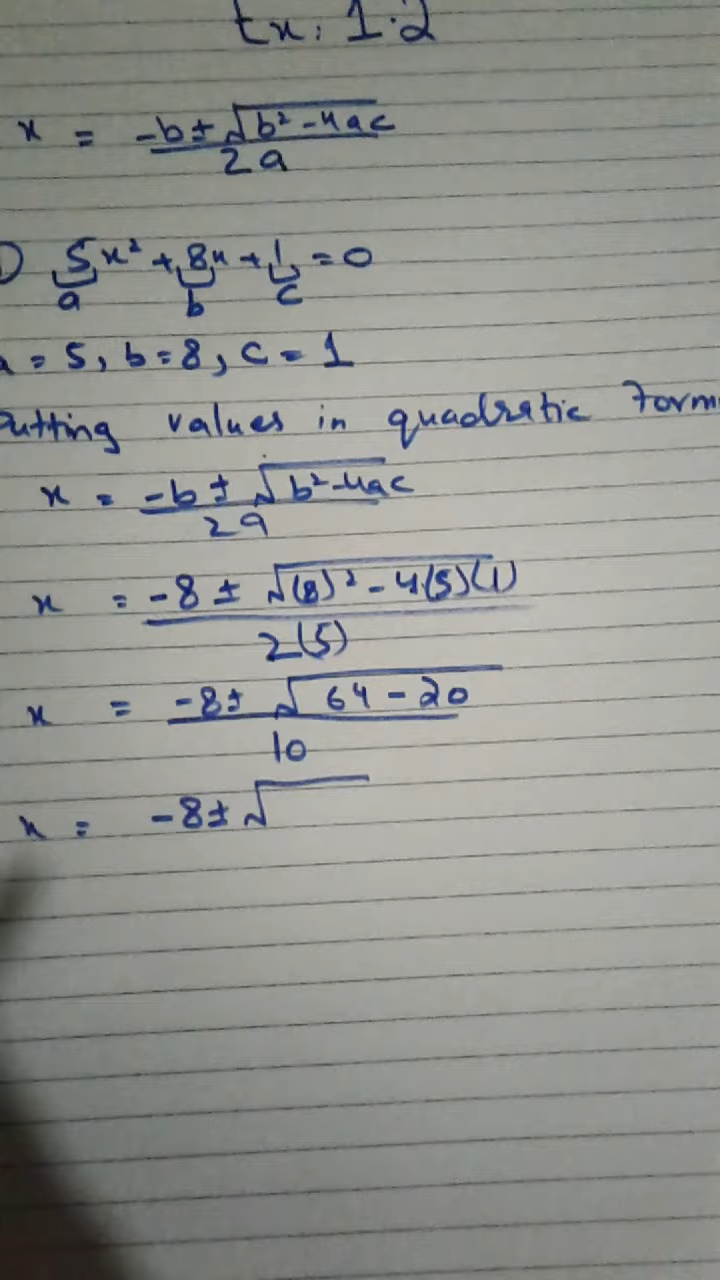 Ex: 1.2
x = -b ± √b² - 4ac / 2a
5x² + 8x + 1 = 0
a b c
a = 5, b = 8, c = 1
Putting values in quadratic Form
x = -b ± √b² - 4ac / 2a
x = -8 ± √(8)² - 4(5)(1) / 2(5)
x = -8 ± √64 - 20 / 10
x = -8 ± √